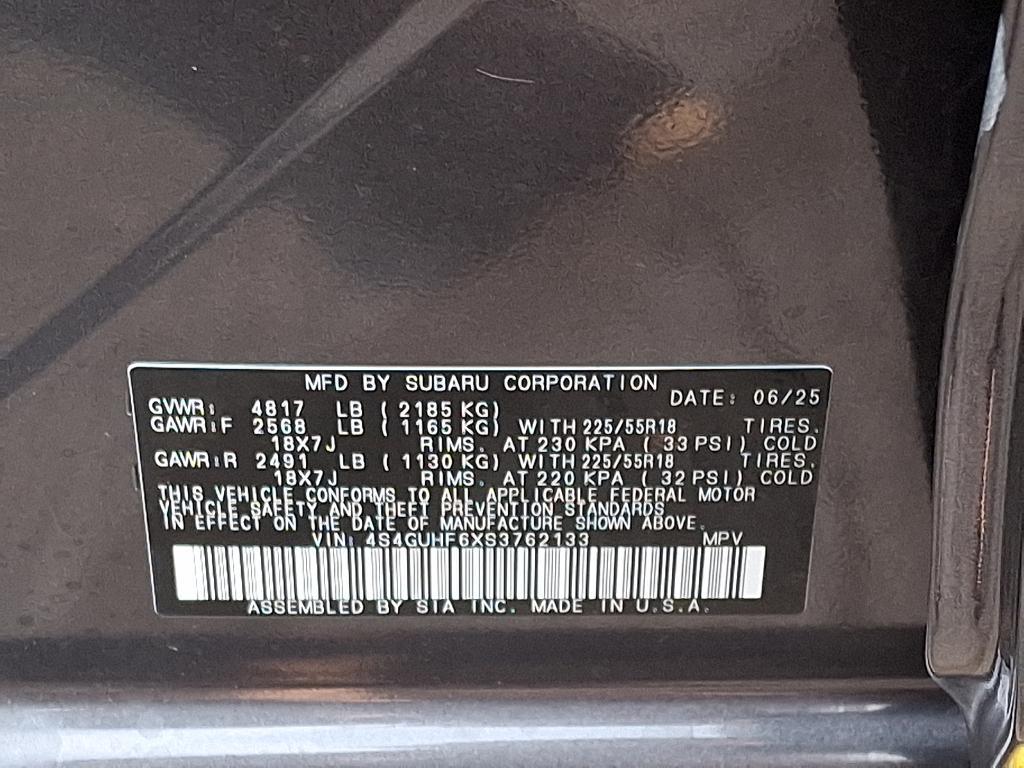 MFD BY SUBARU CORPORATION
DATE: 06/25
GVWR: 4817 LB ( 2185 KG)
GAWR:F 2568 LB ( 1165 KG) WITH 225/55R18 TIRES.
18X7J RIMS. AT 230 KPA ( 33 PSI) COLD
GAWR:R 2491 LB ( 1130 KG) WITH 225/55R18 TIRES.
18X7J RIMS. AT 220 KPA ( 32 PSI) COLD
THIS VEHICLE CONFORMS TO ALL APPLICABLE FEDERAL MOTOR
VEHICLE SAFETY AND THEFT PREVENTION STANDARDS
IN EFFECT ON THE DATE OF MANUFACTURE SHOWN ABOVE.
VIN: 4S4GUHF6XS3762133 MPV
ASSEMBLED BY SIA INC. MADE IN U.S.A.